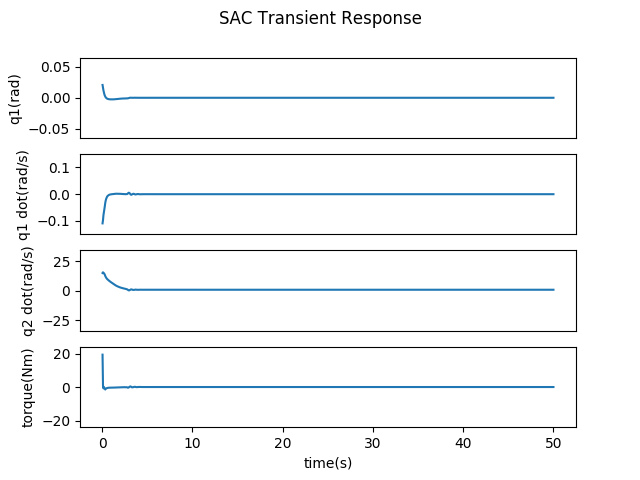 SAC Transient Response
q1(rad)
0.05
0.00
−0.05
q1 dot(rad/s)
0.1
0.0
−0.1
q2 dot(rad/s)
25
0
−25
torque(Nm)
20
0
−20
0 10 20 30 40 50
time(s)